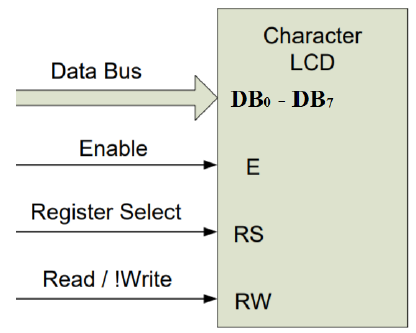 Character
LCD
Data Bus
DB₀ - DB₇
Enable
E
Register Select
RS
Read / !Write
RW